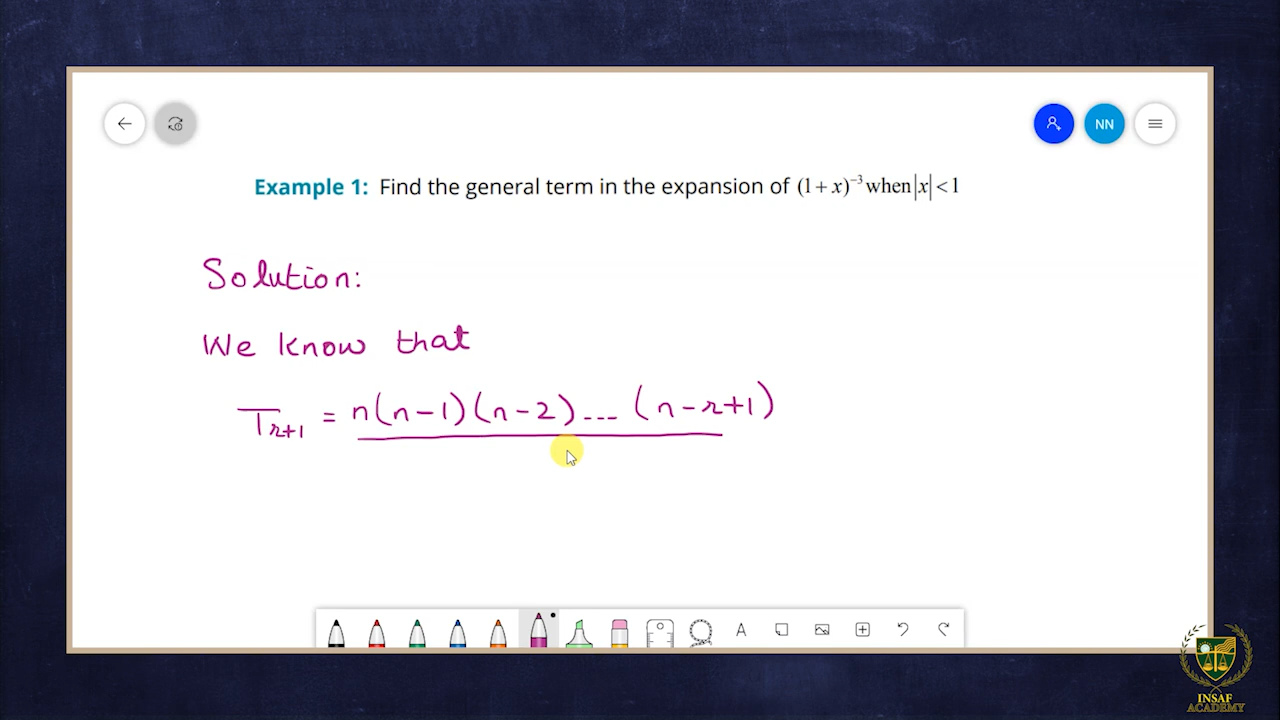 NN
Example 1: Find the general term in the expansion of (1 + x)⁻³ when |x| < 1
Solution:
We know that
T_{r+1} = n(n-1)(n-2)---(n-r+1)
A
INSAF
ACADEMY